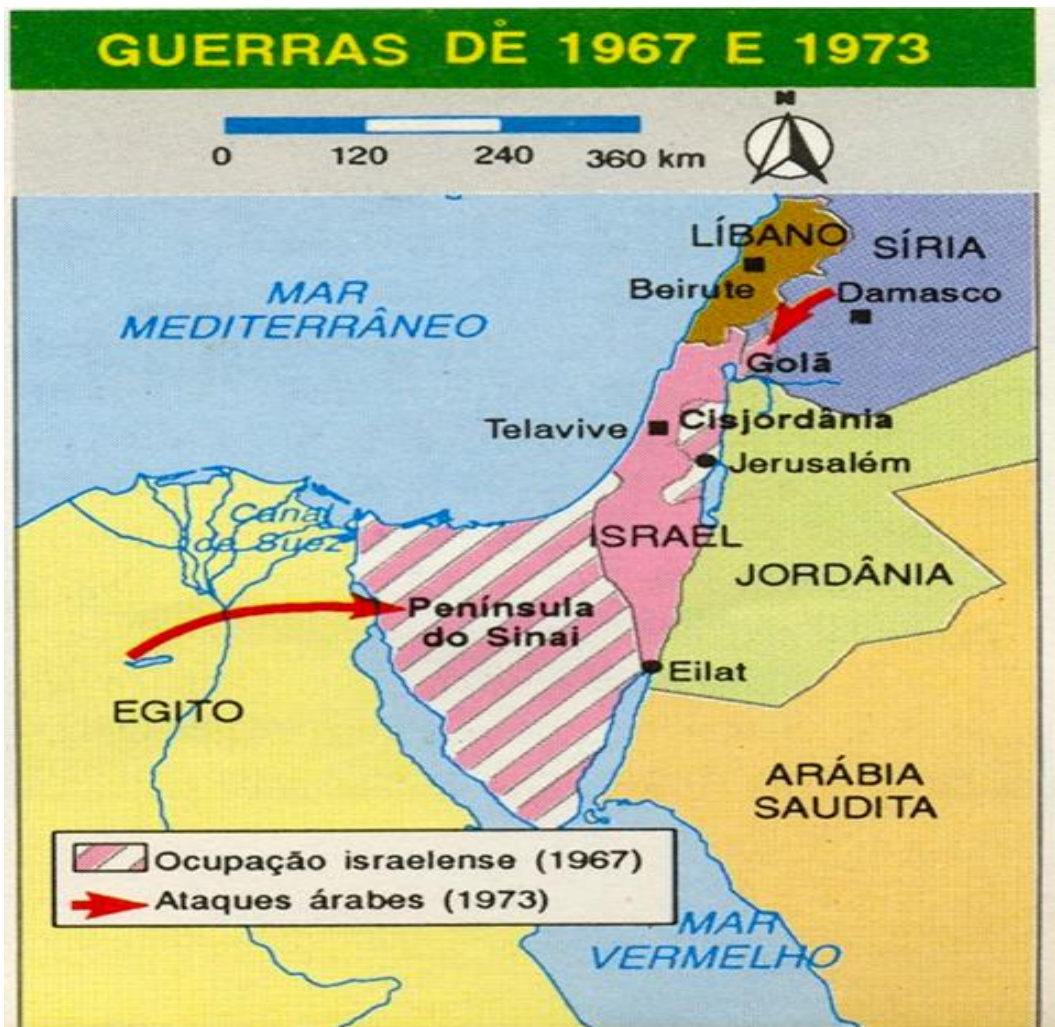 GUERRAS DE 1967 E 1973
N
0 120 240 360 km
LÍBANO
SÍRIA
Beirute
Damasco
MAR
MEDITERRÂNEO
Golã
Telavive
Cisjordânia
Jerusalém
Canal
de Suez
ISRAEL
JORDÂNIA
Península
do Sinai
Eilat
EGITO
ARÁBIA
SAUDITA
Ocupação israelense (1967)
Ataques árabes (1973)
MAR
VERMELHO